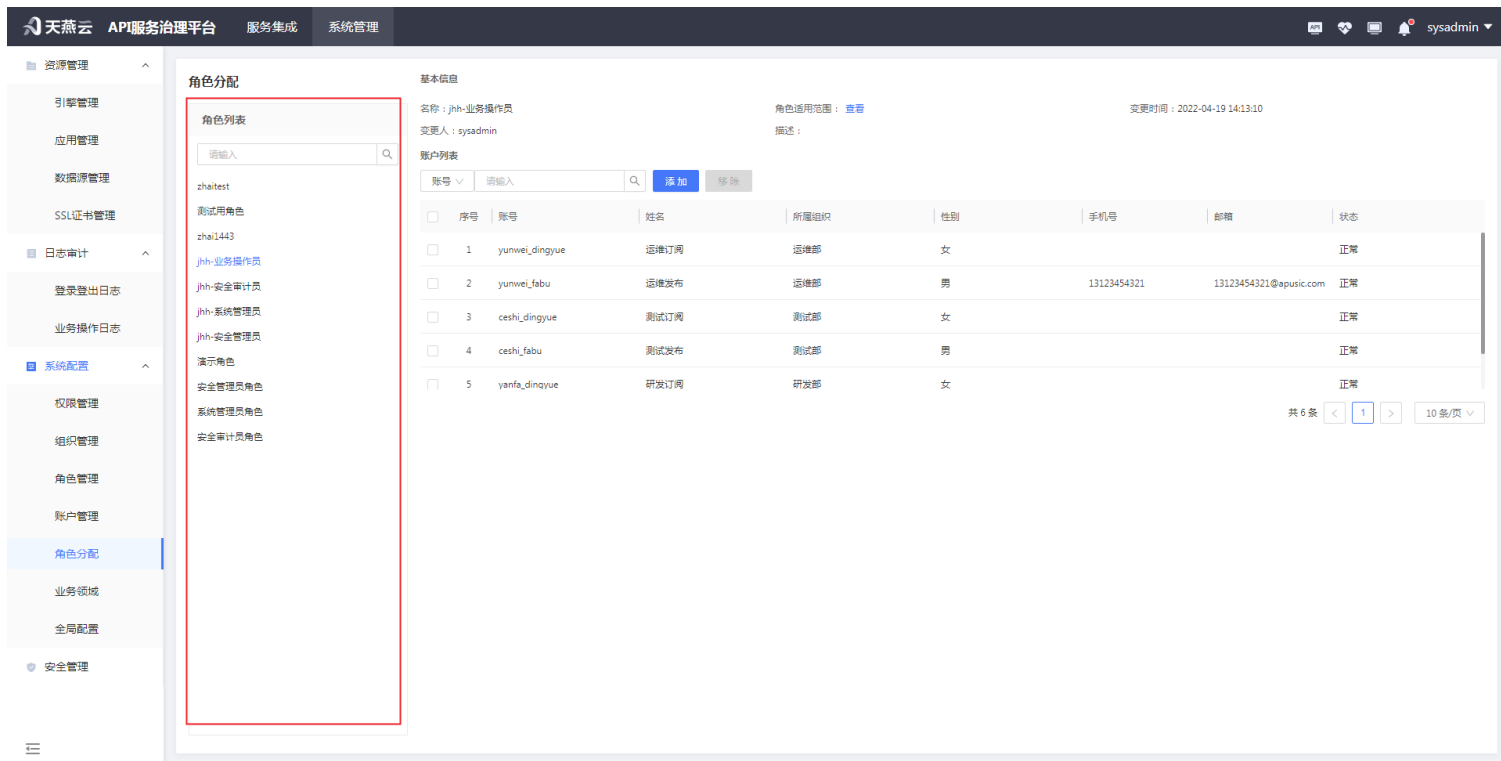 天燕云 API服务治理平台 服务集成 系统管理 API sysadmin
资源管理
引擎管理
应用管理
数据源管理
SSL证书管理
日志审计
登录登出日志
业务操作日志
系统配置
权限管理
组织管理
角色管理
账户管理
角色分配
业务领域
全局配置
安全管理
角色分配
角色列表
请输入
zhaitest
测试用角色
zhai1443
jhh-业务操作员
jhh-安全审计员
jhh-系统管理员
jhh-安全管理员
演示角色
安全管理员角色
系统管理员角色
安全审计员角色
基本信息
名称：jhh-业务操作员 角色适用范围： 查看 变更时间：2022-04-19 14:13:10
变更人：sysadmin 描述：
账户列表
账号 请输入 添加 移除
序号 账号 姓名 所属组织 性别 手机号 邮箱 状态
1 yunwei_dingyue 运维订阅 运维部 女 正常
2 yunwei_fabu 运维发布 运维部 男 13123454321 13123454321@apusic.com 正常
3 ceshi_dingyue 测试订阅 测试部 女 正常
4 ceshi_fabu 测试发布 测试部 男 正常
5 yanfa_dingyue 研发订阅 研发部 女 正常
共 6 条 < 1 > 10 条/页